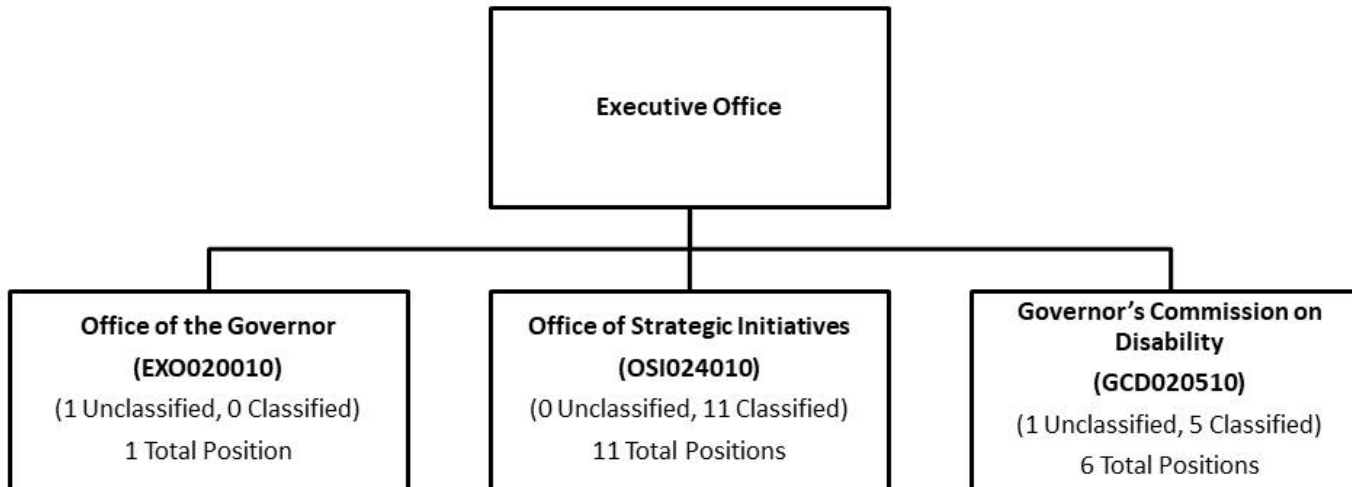 Executive Office
Office of the Governor
(EXO020010)
(1 Unclassified, 0 Classified)
1 Total Position
Office of Strategic Initiatives
(OSI024010)
(0 Unclassified, 11 Classified)
11 Total Positions
Governor’s Commission on
Disability
(GCD020510)
(1 Unclassified, 5 Classified)
6 Total Positions